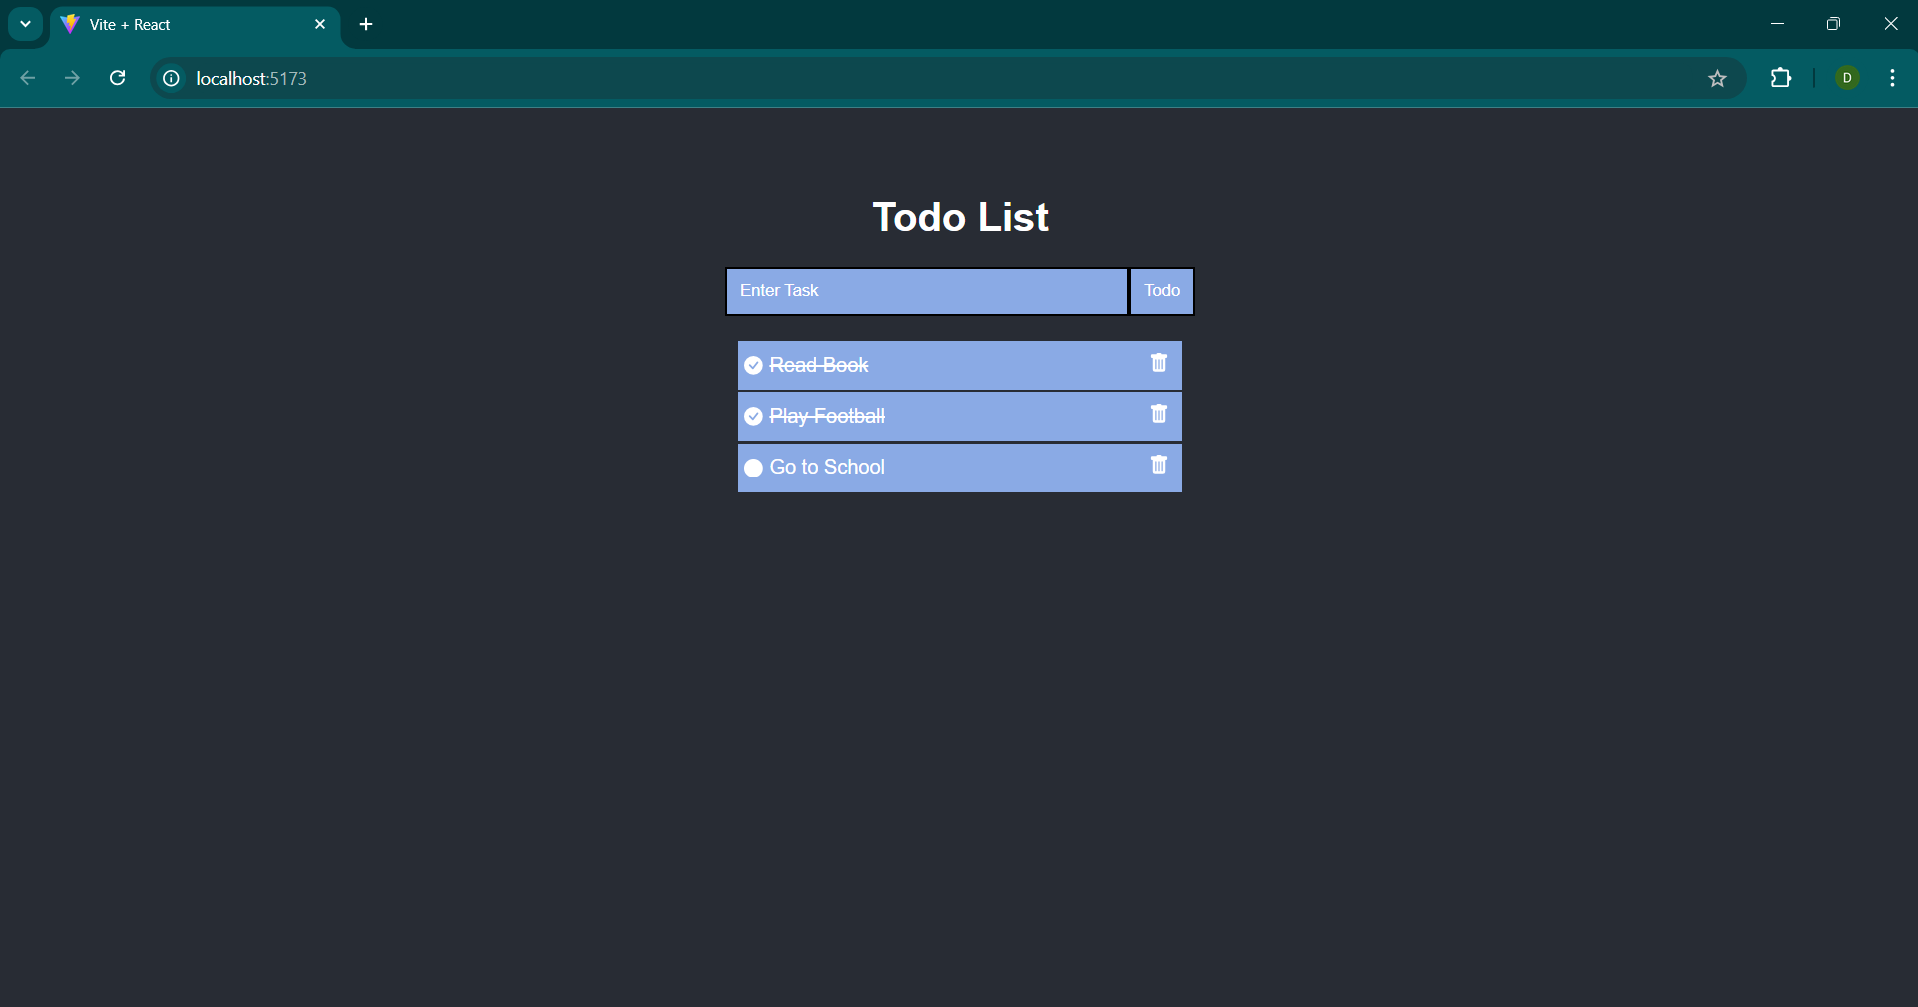 Vite + React
localhost:5173
D
Todo List
Enter Task Todo
Read Book
Play Football
Go to School